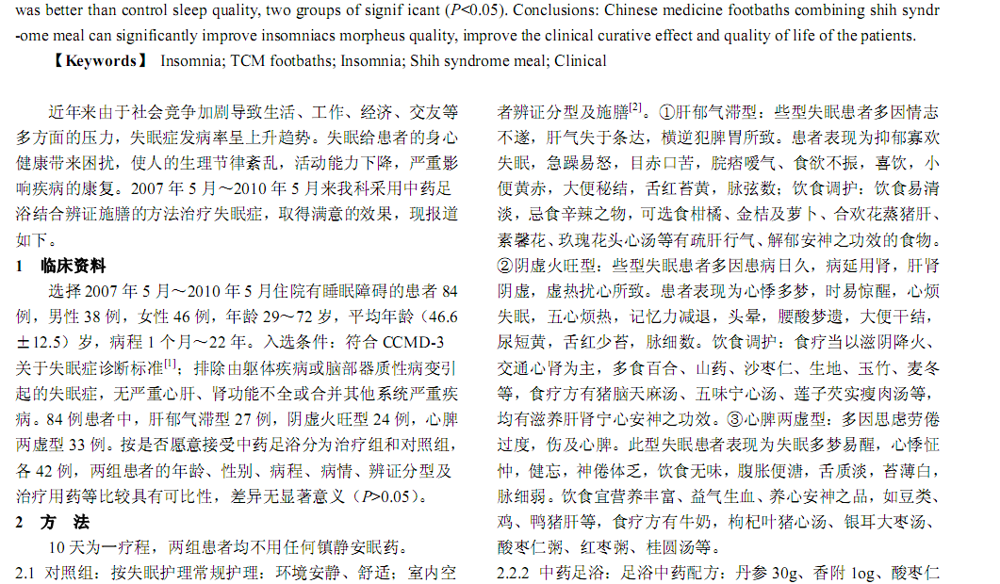 was better than control sleep quality, two groups of signif icant (P<0.05). Conclusions: Chinese medicine footbaths combining shih syndr
-ome meal can significantly improve insomniacs morpheus quality, improve the clinical curative effect and quality of life of the patients.
【Keywords】 Insomnia; TCM footbaths; Insomnia; Shih syndrome meal; Clinical
近年来由于社会竞争加剧导致生活、工作、经济、交友等
多方面的压力，失眠症发病率呈上升趋势。失眠给患者的身心
健康带来困扰，使人的生理节律紊乱，活动能力下降，严重影
响疾病的康复。2007 年 5 月～2010 年 5 月来我科采用中药足
浴结合辨证施膳的方法治疗失眠症，取得满意的效果，现报道
如下。
1 临床资料
选择 2007 年 5 月～2010 年 5 月住院有睡眠障碍的患者 84
例，男性 38 例，女性 46 例，年龄 29～72 岁，平均年龄（46.6
±12.5）岁，病程 1 个月～22 年。入选条件：符合 CCMD-3
关于失眠症诊断标准[1]；排除由躯体疾病或脑部器质性病变引
起的失眠症，无严重心肝、肾功能不全或合并其他系统严重疾
病。84 例患者中，肝郁气滞型 27 例，阴虚火旺型 24 例，心脾
两虚型 33 例。按是否愿意接受中药足浴分为治疗组和对照组，
各 42 例，两组患者的年龄、性别、病程、病情、辨证分型及
治疗用药等比较具有可比性，差异无显著意义（P>0.05）。
2 方 法
10 天为一疗程，两组患者均不用任何镇静安眠药。
2.1 对照组：按失眠护理常规护理：环境安静、舒适；室内空
者辨证分型及施膳[2]。①肝郁气滞型：些型失眠患者多因情志
不遂，肝气失于条达，横逆犯脾胃所致。患者表现为抑郁寡欢
失眠，急躁易怒，目赤口苦，脘痞嗳气、食欲不振，喜饮，小
便黄赤，大便秘结，舌红苔黄，脉弦数；饮食调护：饮食易清
淡，忌食辛辣之物，可选食柑橘、金桔及萝卜、合欢花蒸猪肝、
素馨花、玫瑰花头心汤等有疏肝行气、解郁安神之功效的食物。
②阴虚火旺型：些型失眠患者多因患病日久，病延用肾，肝肾
阴虚，虚热扰心所致。患者表现为心悸多梦，时易惊醒，心烦
失眠，五心烦热，记忆力减退，头晕，腰酸梦遗，大便干结，
尿短黄，舌红少苔，脉细数。饮食调护：食疗当以滋阴降火、
交通心肾为主，多食百合、山药、沙枣仁、生地、玉竹、麦冬
等，食疗方有猪脑天麻汤、五味宁心汤、莲子芡实瘦肉汤等，
均有滋养肝肾宁心安神之功效。③心脾两虚型：多因思虑劳倦
过度，伤及心脾。此型失眠患者表现为失眠多梦易醒，心悸怔
忡，健忘，神倦体乏，饮食无味，腹胀便溏，舌质淡，苔薄白，
脉细弱。饮食宜营养丰富、益气生血、养心安神之品，如豆类、
鸡、鸭猪肝等，食疗方有牛奶，枸杞叶猪心汤、银耳大枣汤、
酸枣仁粥、红枣粥、桂圆汤等。
2.2.2 中药足浴：足浴中药配方：丹参 30g、香附 1og、酸枣仁